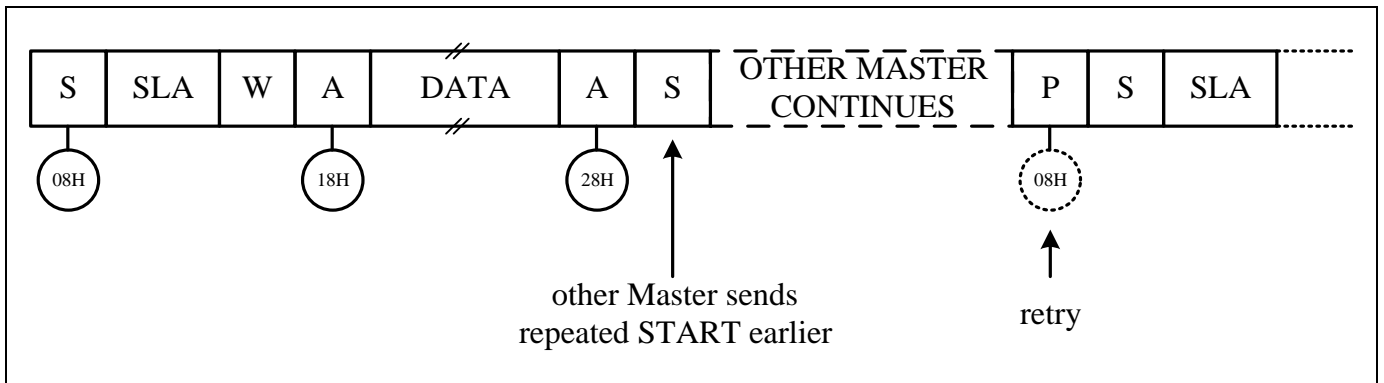 S SLA W A DATA A S OTHER MASTER P S SLA
CONTINUES
08H 18H 28H 08H
other Master sends
repeated START earlier
retry